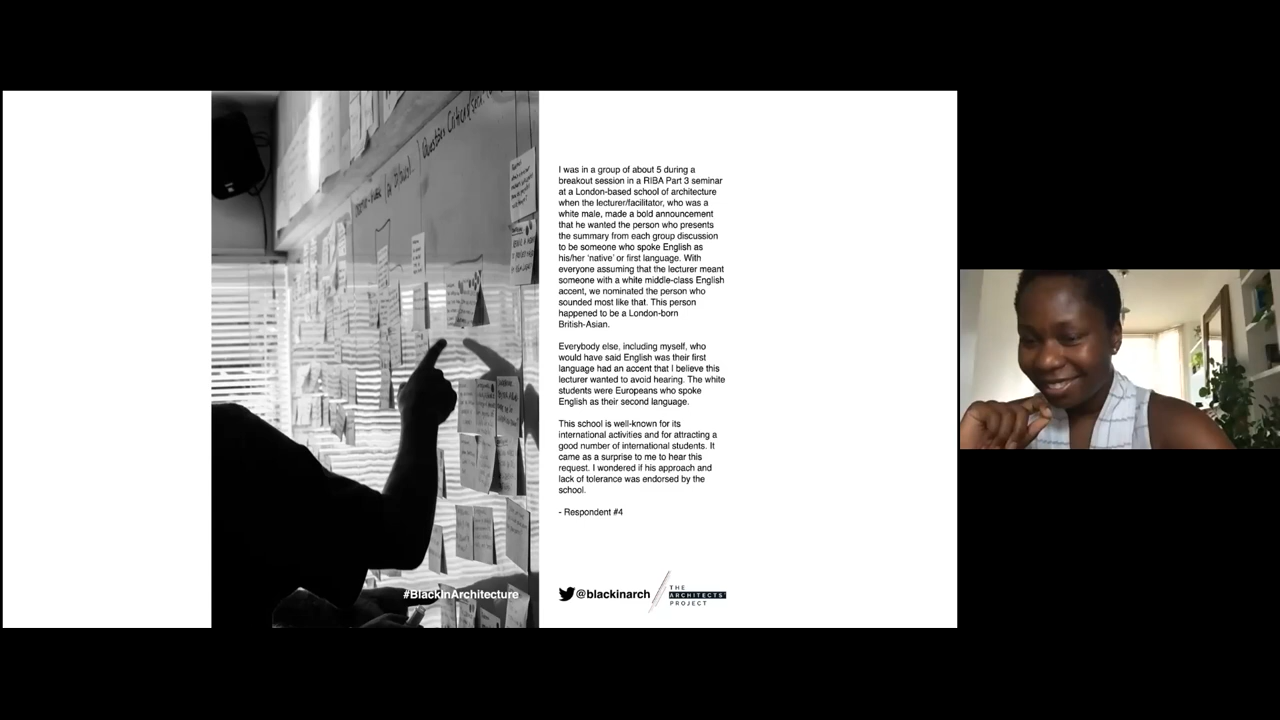 Question Critical
I was in a group of about 5 during a
breakout session in a RIBA Part 3 seminar
at a London-based school of architecture
when the lecturer/facilitator, who was a
white male, made a bold announcement
that he wanted the person who presents
the summary from each group discussion
to be someone who spoke English as
his/her ‘native’ or first language. With
everyone assuming that the lecturer meant
someone with a white middle-class English
accent, we nominated the person who
sounded most like that. This person
happened to be a London-born
British-Asian.
Everybody else, including myself, who
would have said English was their first
language had an accent that I believe this
lecturer wanted to avoid hearing. The white
students were Europeans who spoke
English as their second language.
This school is well-known for its
international activities and for attracting a
good number of international students. It
came as a surprise to me to hear this
request. I wondered if his approach and
lack of tolerance was endorsed by the
school.
- Respondent #4
#BlackInArchitecture
@blackinarch
THE
ARCHITECTS'
PROJECT